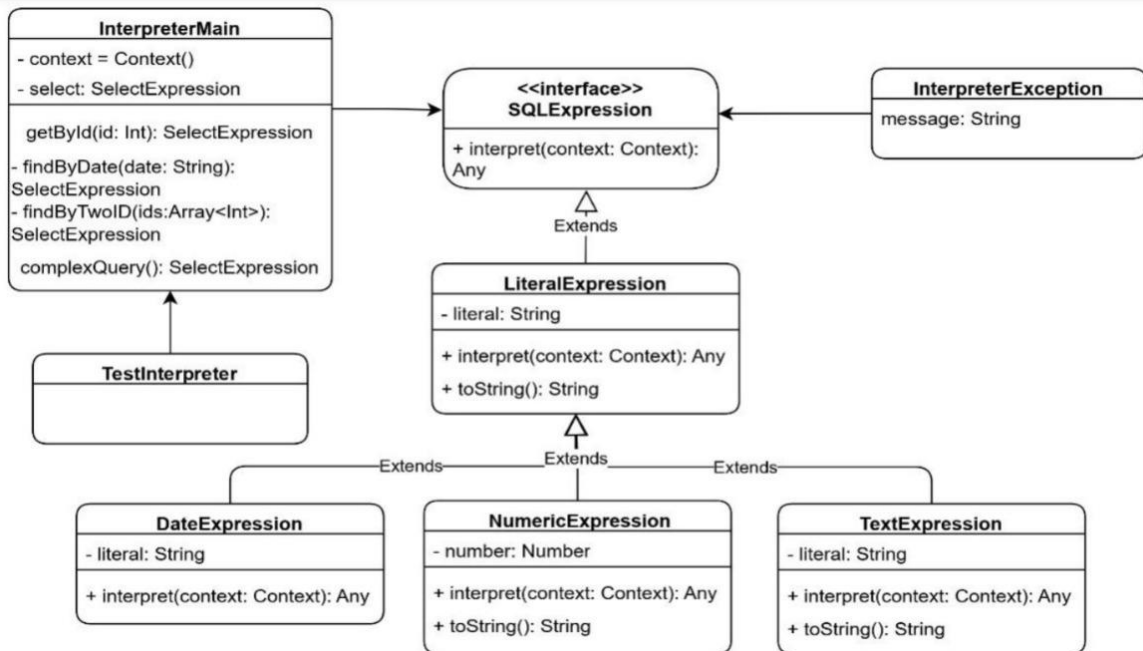 InterpreterMain
- context = Context()
- select: SelectExpression
getById(id: Int): SelectExpression
- findByDate(date: String):
SelectExpression
- findByTwoID(ids:Array<Int>):
SelectExpression
complexQuery(): SelectExpression
<<interface>>
SQLExpression
+ interpret(context: Context):
Any
InterpreterException
message: String
Extends
LiteralExpression
- literal: String
+ interpret(context: Context): Any
+ toString(): String
TestInterpreter
Extends
Extends
Extends
DateExpression
- literal: String
+ interpret(context: Context): Any
NumericExpression
- number: Number
+ interpret(context: Context): Any
+ toString(): String
TextExpression
- literal: String
+ interpret(context: Context): Any
+ toString(): String